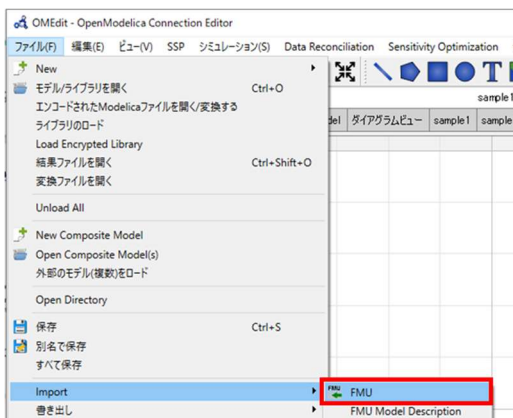 OMEdit - OpenModelica Connection Editor
ファイル(F) 編集(E) ビュー(V) SSP シミュレーション(S) Data Reconciliation Sensitivity Optimization
New
モデル/ライブラリを開く Ctrl+O
sample1
エンコードされたModelicaファイルを開く/変換する
del ダイアグラムビュー sample1 sample
ライブラリのロード
Load Encrypted Library
結果ファイルを開く Ctrl+Shift+O
変換ファイルを開く
Unload All
New Composite Model
Open Composite Model(s)
外部のモデル(複数)をロード
Open Directory
保存 Ctrl+S
別名で保存
すべて保存
Import FMU FMU
書き出し FMU Model Description